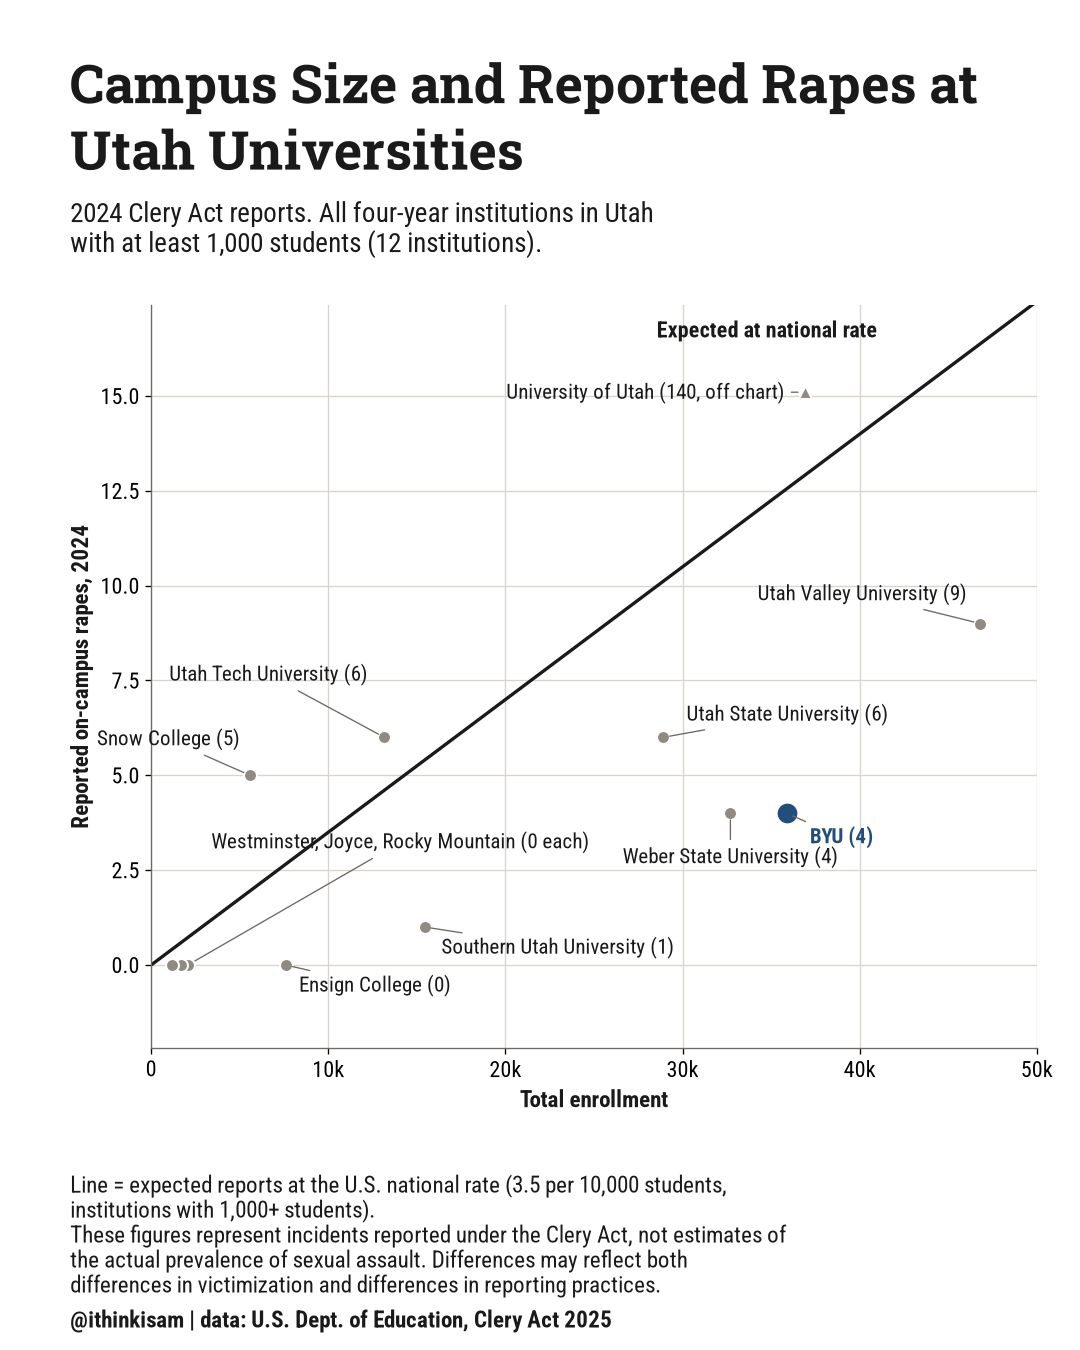 Campus Size and Reported Rapes at
Utah Universities
2024 Clery Act reports. All four-year institutions in Utah
with at least 1,000 students (12 institutions).
Expected at national rate
University of Utah (140, off chart)
15.0
12.5
10.0
Utah Valley University (9)
7.5
Utah Tech University (6)
Utah State University (6)
Snow College (5)
5.0
BYU (4)
Westminster, Joyce, Rocky Mountain (0 each)
Weber State University (4)
2.5
Southern Utah University (1)
0.0
Ensign College (0)
Reported on-campus rapes, 2024
0
10k
20k
30k
40k
50k
Total enrollment
Line = expected reports at the U.S. national rate (3.5 per 10,000 students,
institutions with 1,000+ students).
These figures represent incidents reported under the Clery Act, not estimates of
the actual prevalence of sexual assault. Differences may reflect both
differences in victimization and differences in reporting practices.
@ithinkisam | data: U.S. Dept. of Education, Clery Act 2025